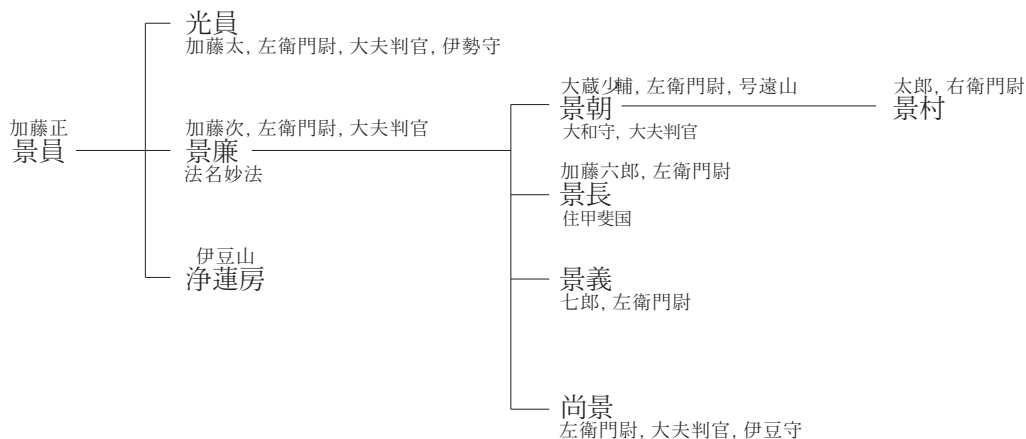 光員
加藤太, 左衛門尉, 大夫判官, 伊勢守
加藤正
景員
加藤次, 左衛門尉, 大夫判官
景廉
法名妙法
伊豆山
浄蓮房
大蔵少輔, 左衛門尉, 号遠山
景朝
大和守, 大夫判官
太郎, 右衛門尉
景村
加藤六郎, 左衛門尉
景長
住甲斐国
景義
七郎, 左衛門尉
尚景
左衛門尉, 大夫判官, 伊豆守